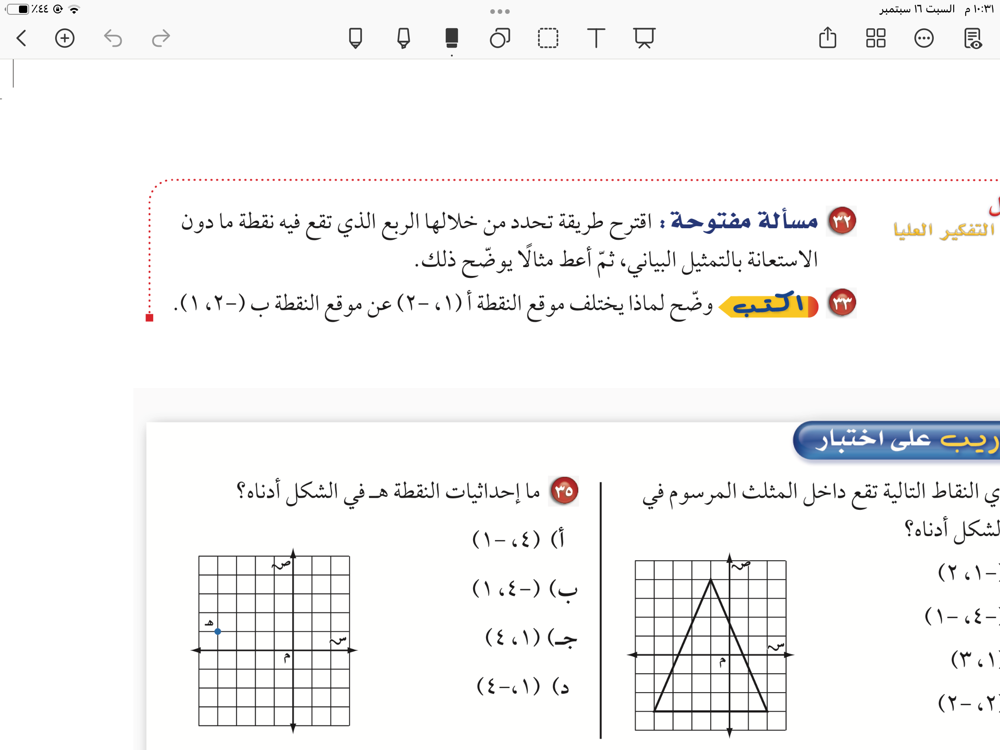 ١٠:٣١ م السبت ١٦ سبتمبر
٪٤٤
التفكير العليا
٣٢ مسألة مفتوحة : اقترح طريقة تحدد من خلالها الربع الذي تقع فيه نقطة ما دون
الاستعانة بالتمثيل البياني، ثمّ أعط مثالًا يوضّح ذلك.
٣٣ اكتب وضّح لماذا يختلف موقع النقطة أ (١، –٢) عن موقع النقطة ب (–٢، ١).
ريب على اختبار
ي النقاط التالية تقع داخل المثلث المرسوم في
لشكل أدناه؟
(–١، ٢)
(–٤، –١)
(١، ٣)
(٢، –٢)
ص
س
م
٣٥ ما إحداثيات النقطة هـ في الشكل أدناه؟
أ) (٤، –١)
ب) (–٤، ١)
جـ) (١، ٤)
د) (١، –٤)
ص
هـ
س
م